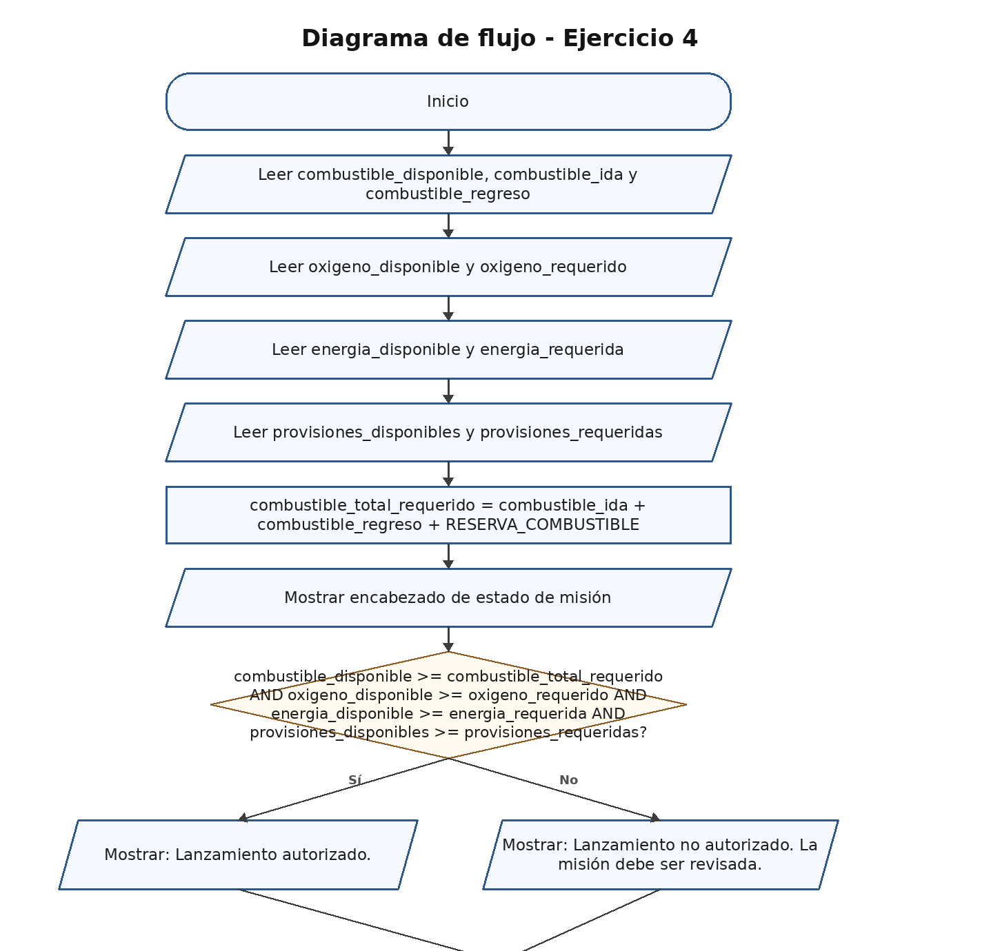 Diagrama de flujo - Ejercicio 4
Inicio
Leer combustible_disponible, combustible_ida y
combustible_regreso
Leer oxigeno_disponible y oxigeno_requerido
Leer energia_disponible y energia_requerida
Leer provisiones_disponibles y provisiones_requeridas
combustible_total_requerido = combustible_ida +
combustible_regreso + RESERVA_COMBUSTIBLE
Mostrar encabezado de estado de misión
combustible_disponible >= combustible_total_requerido
AND oxigeno_disponible >= oxigeno_requerido AND
energia_disponible >= energia_requerida AND
provisiones_disponibles >= provisiones_requeridas?
Sí
No
Mostrar: Lanzamiento autorizado.
Mostrar: Lanzamiento no autorizado. La
misión debe ser revisada.